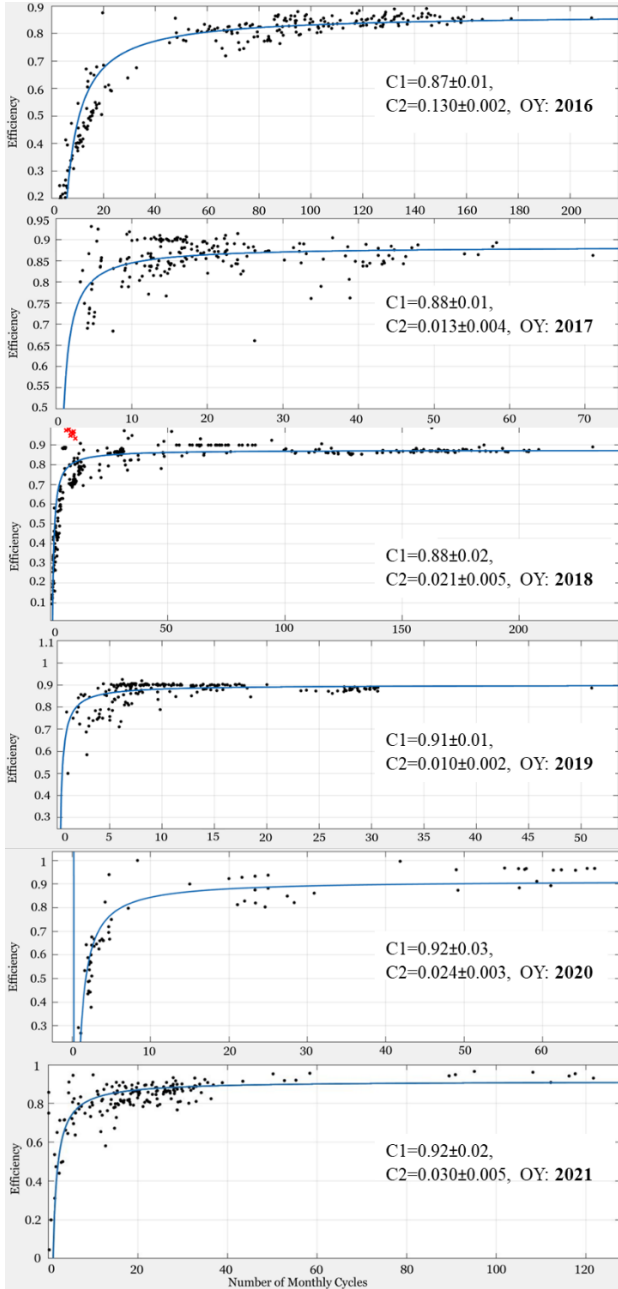 0.9
0.8
0.7
0.6
0.5
0.4
0.3
0.2
Efficiency
C1=0.87±0.01,
C2=0.130±0.002, OY: 2016
0 20 40 60 80 100 120 140 160 180 200
0.95
0.9
0.85
0.8
0.75
0.7
0.65
0.6
0.55
0.5
Efficiency
C1=0.88±0.01,
C2=0.013±0.004, OY: 2017
0 10 20 30 40 50 60 70
0.9
0.8
0.7
0.6
0.5
0.4
0.3
0.2
0.1
Efficiency
C1=0.88±0.02,
C2=0.021±0.005, OY: 2018
0 50 100 150 200
1.1
1
0.9
0.8
0.7
0.6
0.5
0.4
0.3
Efficiency
C1=0.91±0.01,
C2=0.010±0.002, OY: 2019
0 5 10 15 20 25 30 35 40 45 50
1
0.9
0.8
0.7
0.6
0.5
0.4
0.3
Efficiency
C1=0.92±0.03,
C2=0.024±0.003, OY: 2020
0 10 20 30 40 50 60
1
0.8
0.6
0.4
0.2
0
Efficiency
C1=0.92±0.02,
C2=0.030±0.005, OY: 2021
20 40 60 80 100 120
Number of Monthly Cycles